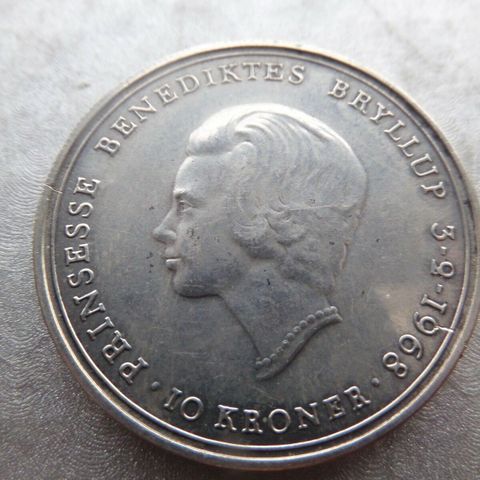 PRINSESSE BENEDIKTES BRYLLUP 3-2-1968
· 10 KRONER ·